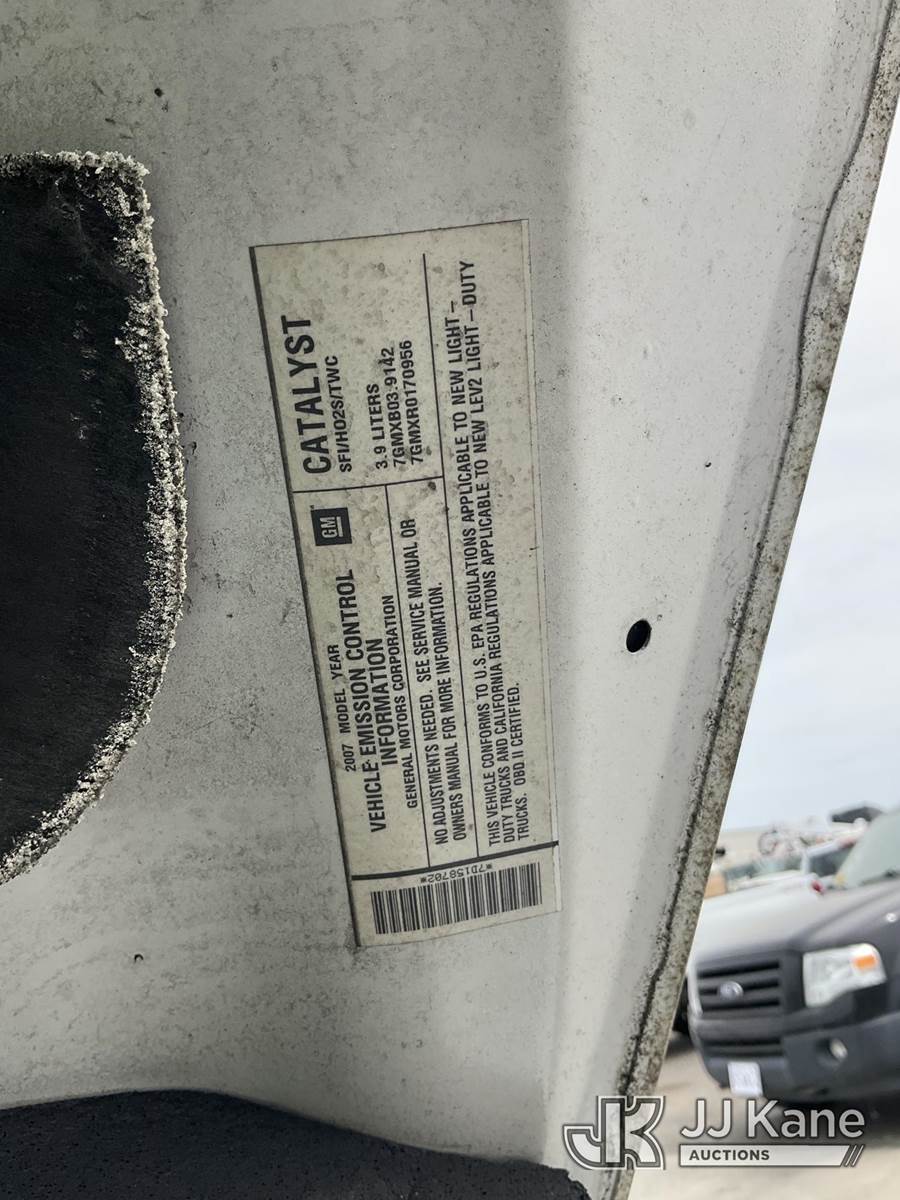 2007 MODEL YEAR
VEHICLE EMISSION CONTROL
INFORMATION
GENERAL MOTORS CORPORATION
GM
CATALYST
SFI/HO2S/TWC
3.9 LITERS
7GMXB03.9142
7GMXR0170956
NO ADJUSTMENTS NEEDED. SEE SERVICE MANUAL OR
OWNERS MANUAL FOR MORE INFORMATION.
THIS VEHICLE CONFORMS TO U.S. EPA REGULATIONS APPLICABLE TO NEW LIGHT-
DUTY TRUCKS AND CALIFORNIA REGULATIONS APPLICABLE TO NEW LEV2 LIGHT-DUTY
TRUCKS. OBD II CERTIFIED.
*7D158702*
JK JJ Kane
AUCTIONS